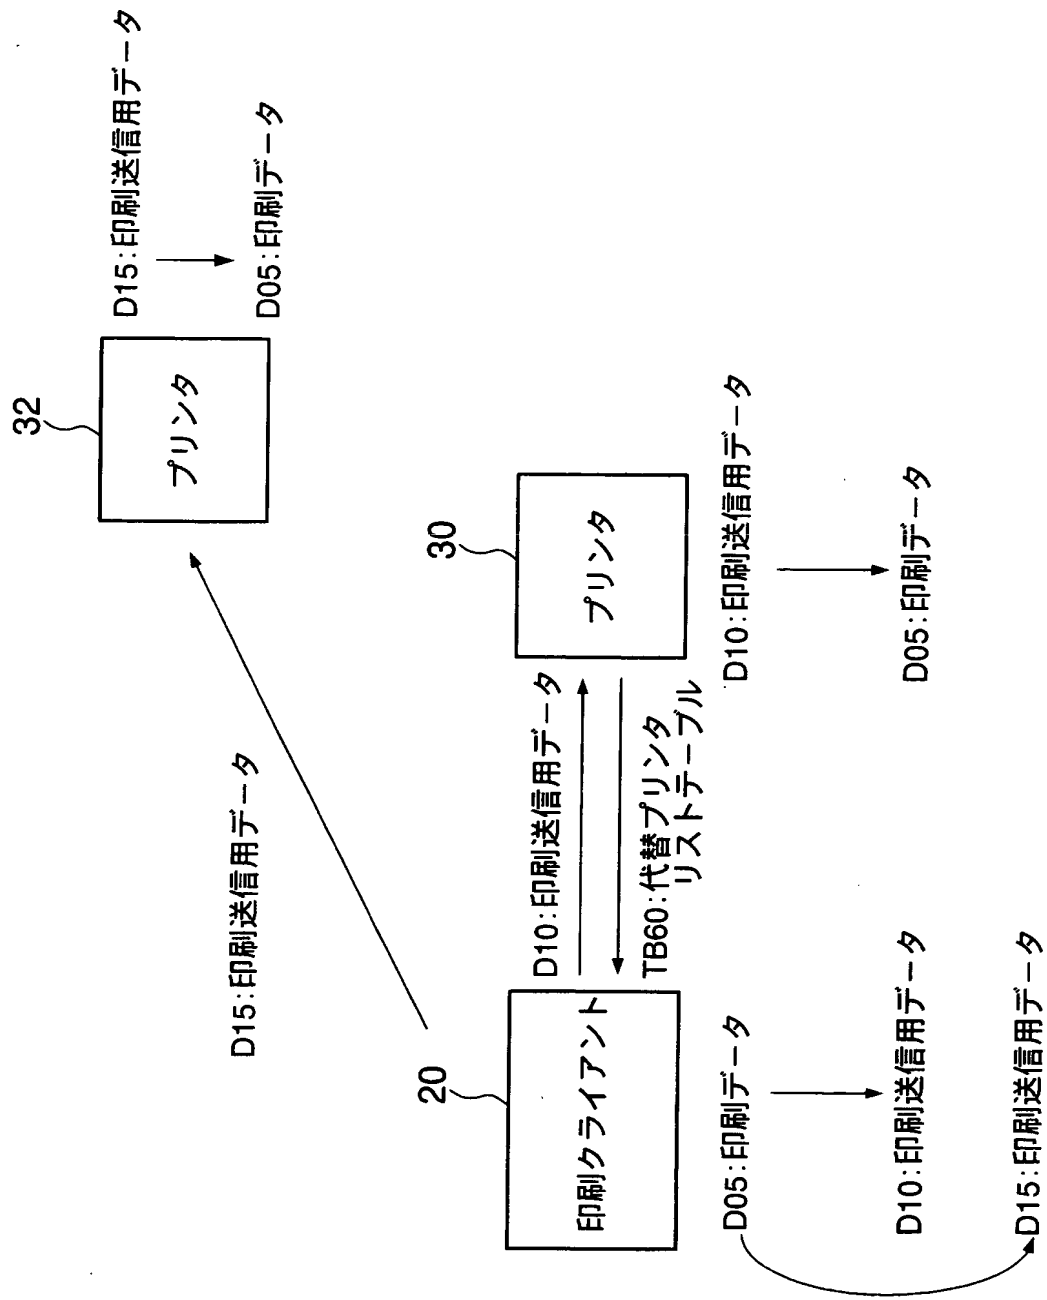 D15:印刷送信用データ
D05:印刷データ
32
プリンタ
D15:印刷送信用データ
30
プリンタ
D10:印刷送信用データ
D05:印刷データ
D10:印刷送信用データ
TB60:代替プリンタ
リストテーブル
20
印刷クライアント
D05:印刷データ
D10:印刷送信用データ
D15:印刷送信用データ